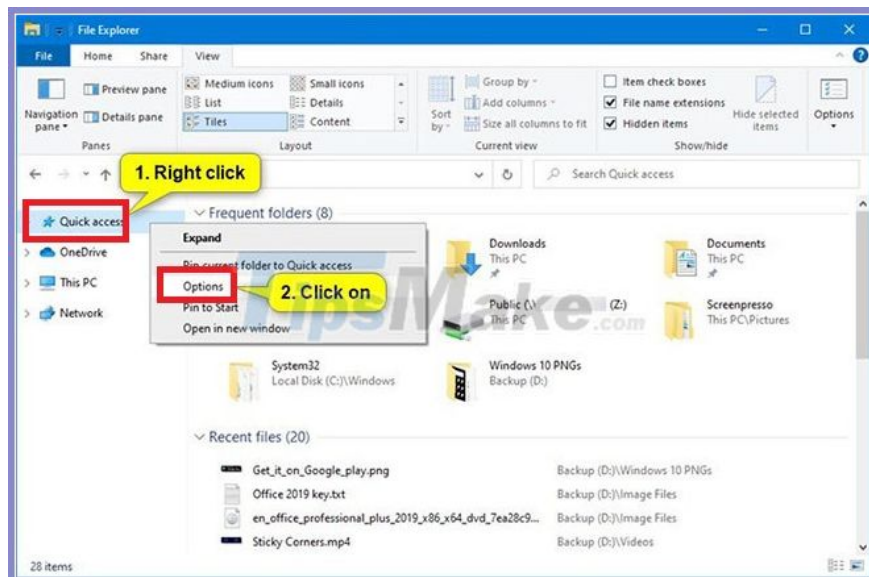 File Explorer
File Home Share View
Navigation pane
Preview pane
Details pane
Panes
Medium icons Small icons
List Details
Tiles Content
Layout
Sort by
Group by
Add columns
Size all columns to fit
Current view
Item check boxes
File name extensions
Hidden items
Hide selected items
Show/hide
Options
1. Right click
Search Quick access
Quick access
OneDrive
This PC
Network
Frequent folders (8)
Expand
Pin current folder to Quick access
Options
2. Click on
Pin to Start
Open in new window
Downloads
This PC
Documents
This PC
Public (\\
(Z:)
This PC
Screenpresso
This PC\Pictures
System32
Local Disk (C:)\Windows
Windows 10 PNGs
Backup (D:)
TipsMake.com
Recent files (20)
Get_it_on_Google_play.png Backup (D:)\Windows 10 PNGs
Office 2019 key.txt Backup (D:)\Image Files
en_office_professional_plus_2019_x86_x64_dvd_7ea28c9... Backup (D:)\Image Files
Sticky Corners.mp4 Backup (D:)\Videos
28 items